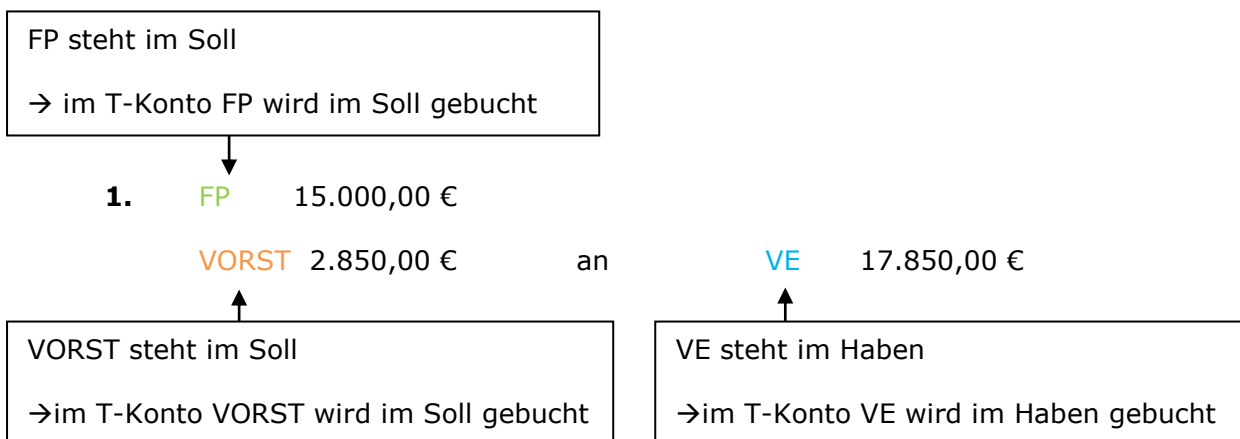 FP steht im Soll
→ im T-Konto FP wird im Soll gebucht
1. FP 15.000,00 €
VORST 2.850,00 € an VE 17.850,00 €
VORST steht im Soll
→im T-Konto VORST wird im Soll gebucht
VE steht im Haben
→im T-Konto VE wird im Haben gebucht